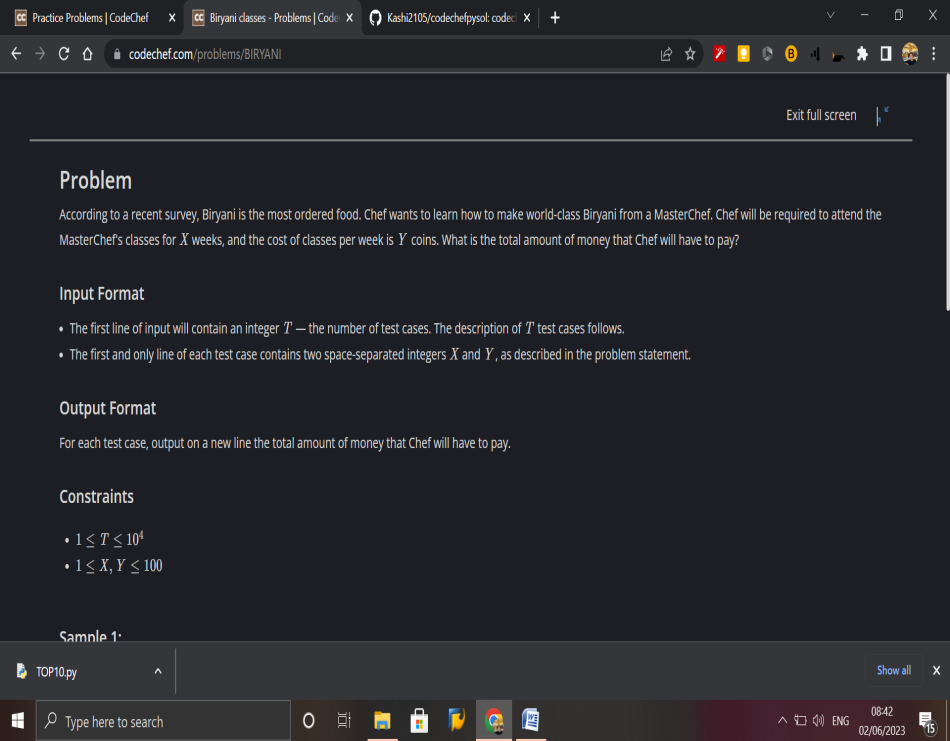 Practice Problems | CodeChef
Biryani classes - Problems | Code
Kashi2105/codechefpysol: codec
codechef.com/problems/BIRYANI
Exit full screen
Problem
According to a recent survey, Biryani is the most ordered food. Chef wants to learn how to make world-class Biryani from a MasterChef. Chef will be required to attend the
MasterChef's classes for X weeks, and the cost of classes per week is Y coins. What is the total amount of money that Chef will have to pay?
Input Format
• The first line of input will contain an integer T — the number of test cases. The description of T test cases follows.
• The first and only line of each test case contains two space-separated integers X and Y, as described in the problem statement.
Output Format
For each test case, output on a new line the total amount of money that Chef will have to pay.
Constraints
• 1 ≤ T ≤ 10⁴
• 1 ≤ X, Y ≤ 100
Sample 1:
TOP10.py
Show all
Type here to search
ENG
08:42
02/06/2023
15